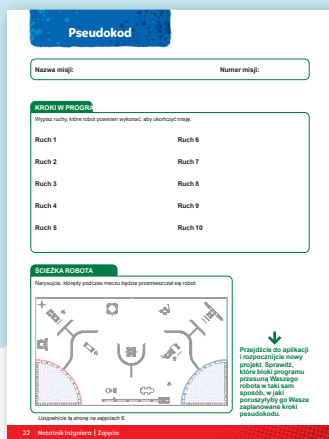 Pseudokod
Nazwa misji: Numer misji:
KROKI W PROGRA
Wypisz ruchy, które robot powinien wykonać, aby ukończyć misję.
Ruch 1 Ruch 6
Ruch 2 Ruch 7
Ruch 3 Ruch 8
Ruch 4 Ruch 9
Ruch 5 Ruch 10
ŚCIEŻKA ROBOTA
Narysujcie, którędy podczas meczu będzie przemieszczał się robot.
Przejdźcie do aplikacji
i rozpocznijcie nowy
projekt. Sprawdź,
które bloki programu
przesuną Waszego
robota w taki sam
sposób, w jaki
poruszyłyby go Wasze
zaplanowane kroki
pesudokodu.
Uzupełnicie tą stronę na zajęciach 6.
22 Notatnik Inżyniera | Zajęcia